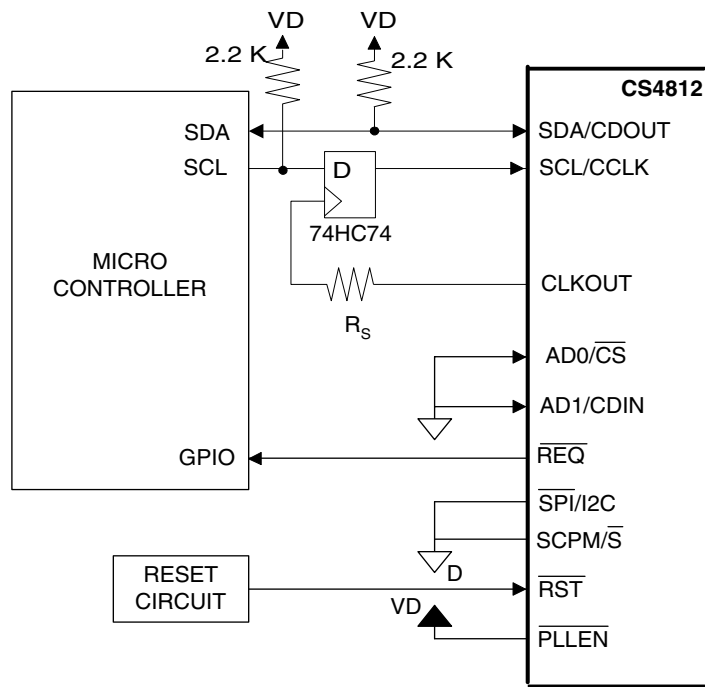 VD
VD
2.2 K
2.2 K
CS4812
SDA
SDA/CDOUT
SCL
D
SCL/CCLK
74HC74
MICRO
CONTROLLER
CLKOUT
RS
AD0/CS
AD1/CDIN
GPIO
REQ
SPI/I2C
SCPM/S
D
RESET
CIRCUIT
RST
VD
PLLEN